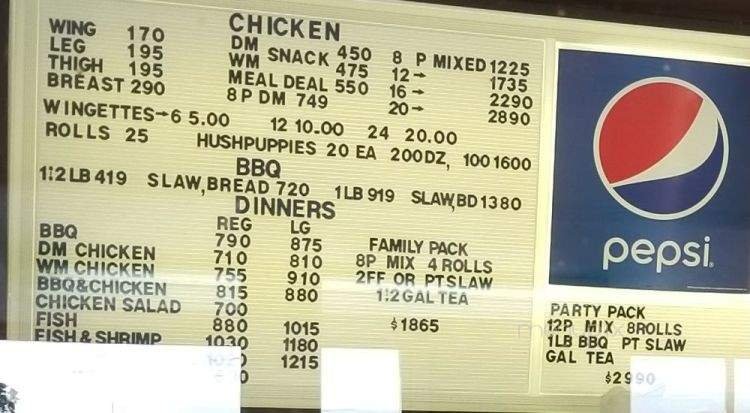 CHICKEN
WING 170
LEG 195
THIGH 195
BREAST 290
DM SNACK 450
WM 475
MEAL DEAL 550
8P DM 749
8 P MIXED 1225
12 → 1735
16 → 2290
20 → 2890
WINGETTES→6 5.00 12 10.00 24 20.00
ROLLS 25 HUSHPUPPIES 20 EA 200DZ, 100 1600
BBQ
1:2 LB 419 SLAW,BREAD 720 1LB 919 SLAW,BD 1380
DINNERS
REG LG
BBQ 790 875
DM CHICKEN 710 810
WM CHICKEN 755 910
BBQ&CHICKEN 815 880
CHICKEN SALAD 700
FISH 880 1015
FISH & SHRIMP 1030 1180
1215
FAMILY PACK
8P MIX 4 ROLLS
2FF OR PT SLAW
1:2 GAL TEA
$1865
pepsi
PARTY PACK
12P MIX 8ROLLS
1LB BBQ PT SLAW
GAL TEA
$2990